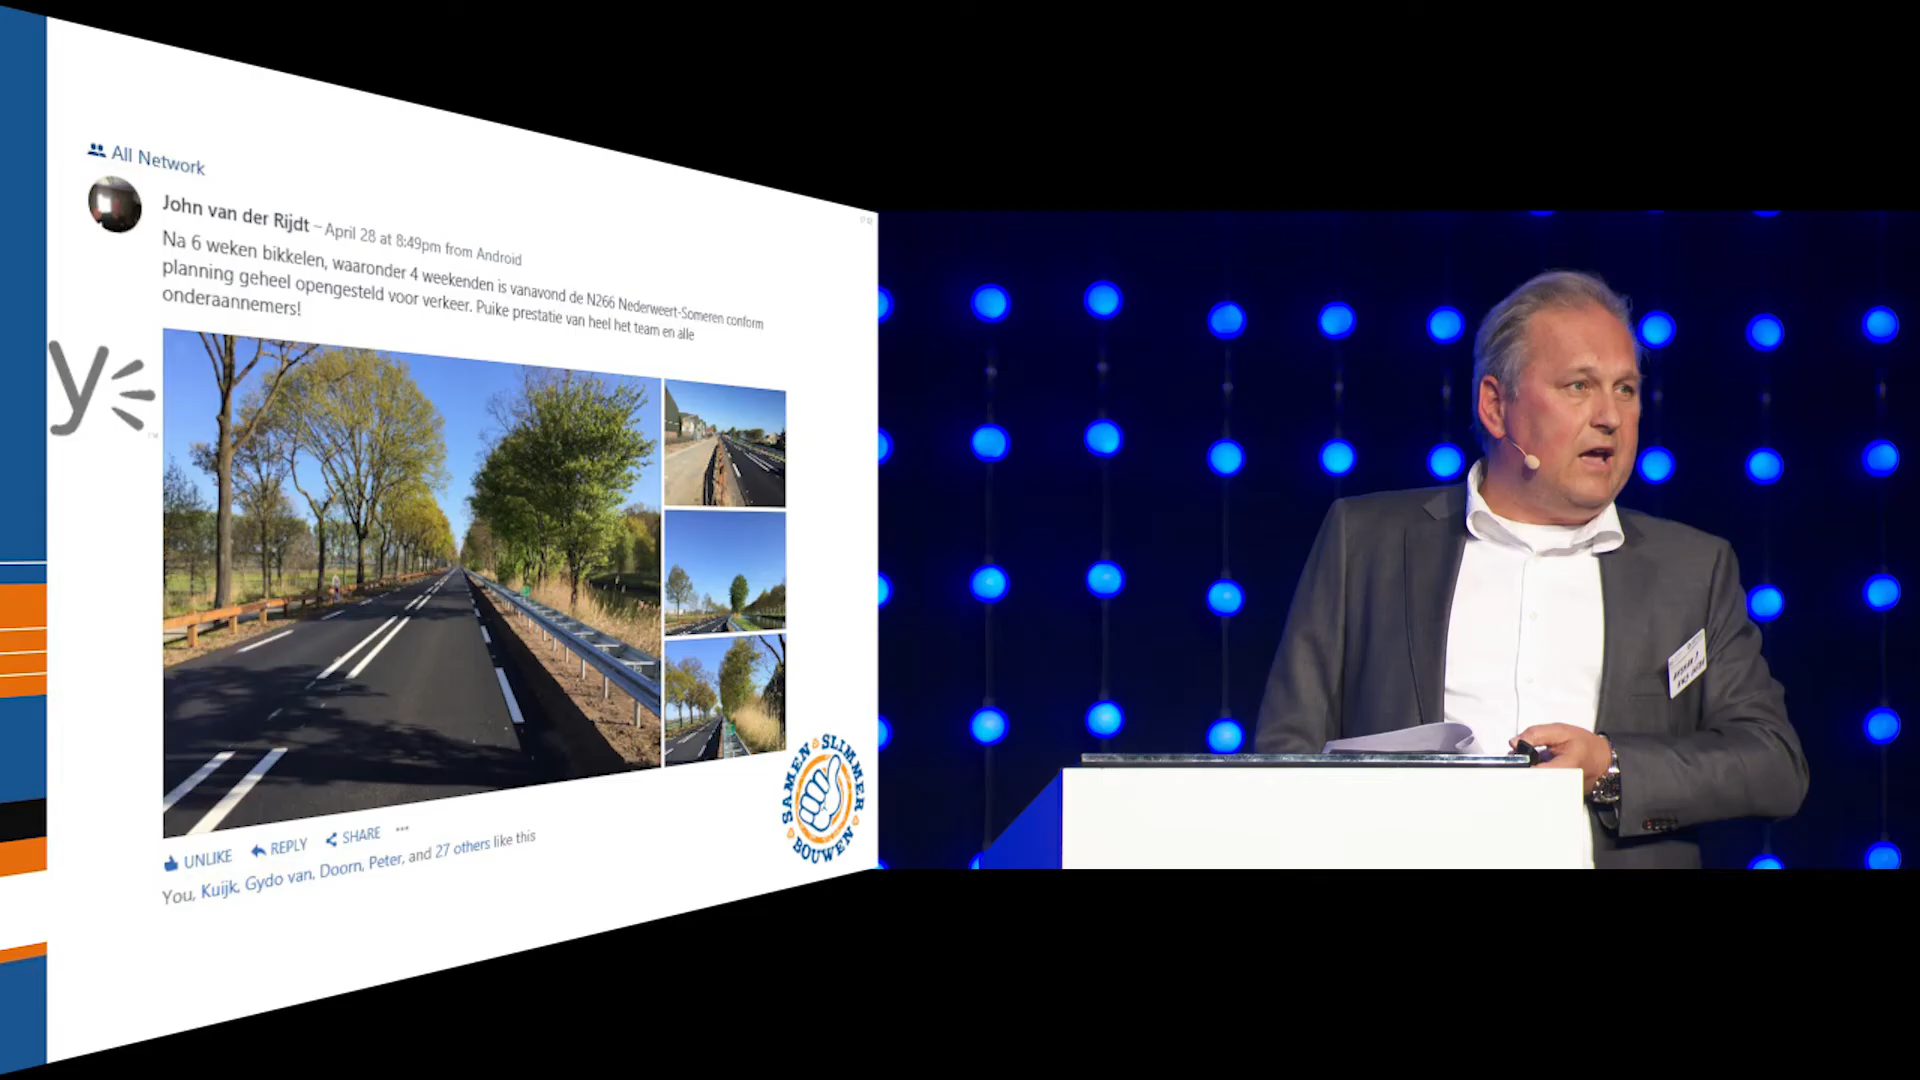 All Network
John van der Rijdt – April 28 at 8:49pm from Android
Na 6 weken bikkelen, waaronder 4 weekenden is vanavond de N266 Nederweert-Someren conform
planning geheel opengesteld voor verkeer. Puike prestatie van heel het team en alle
onderaannemers!
y
SAMEN SLIMMER
BOUWEN
UNLIKE REPLY SHARE ···
You, Kuijk, Gydo van, Doorn, Peter, and 27 others like this